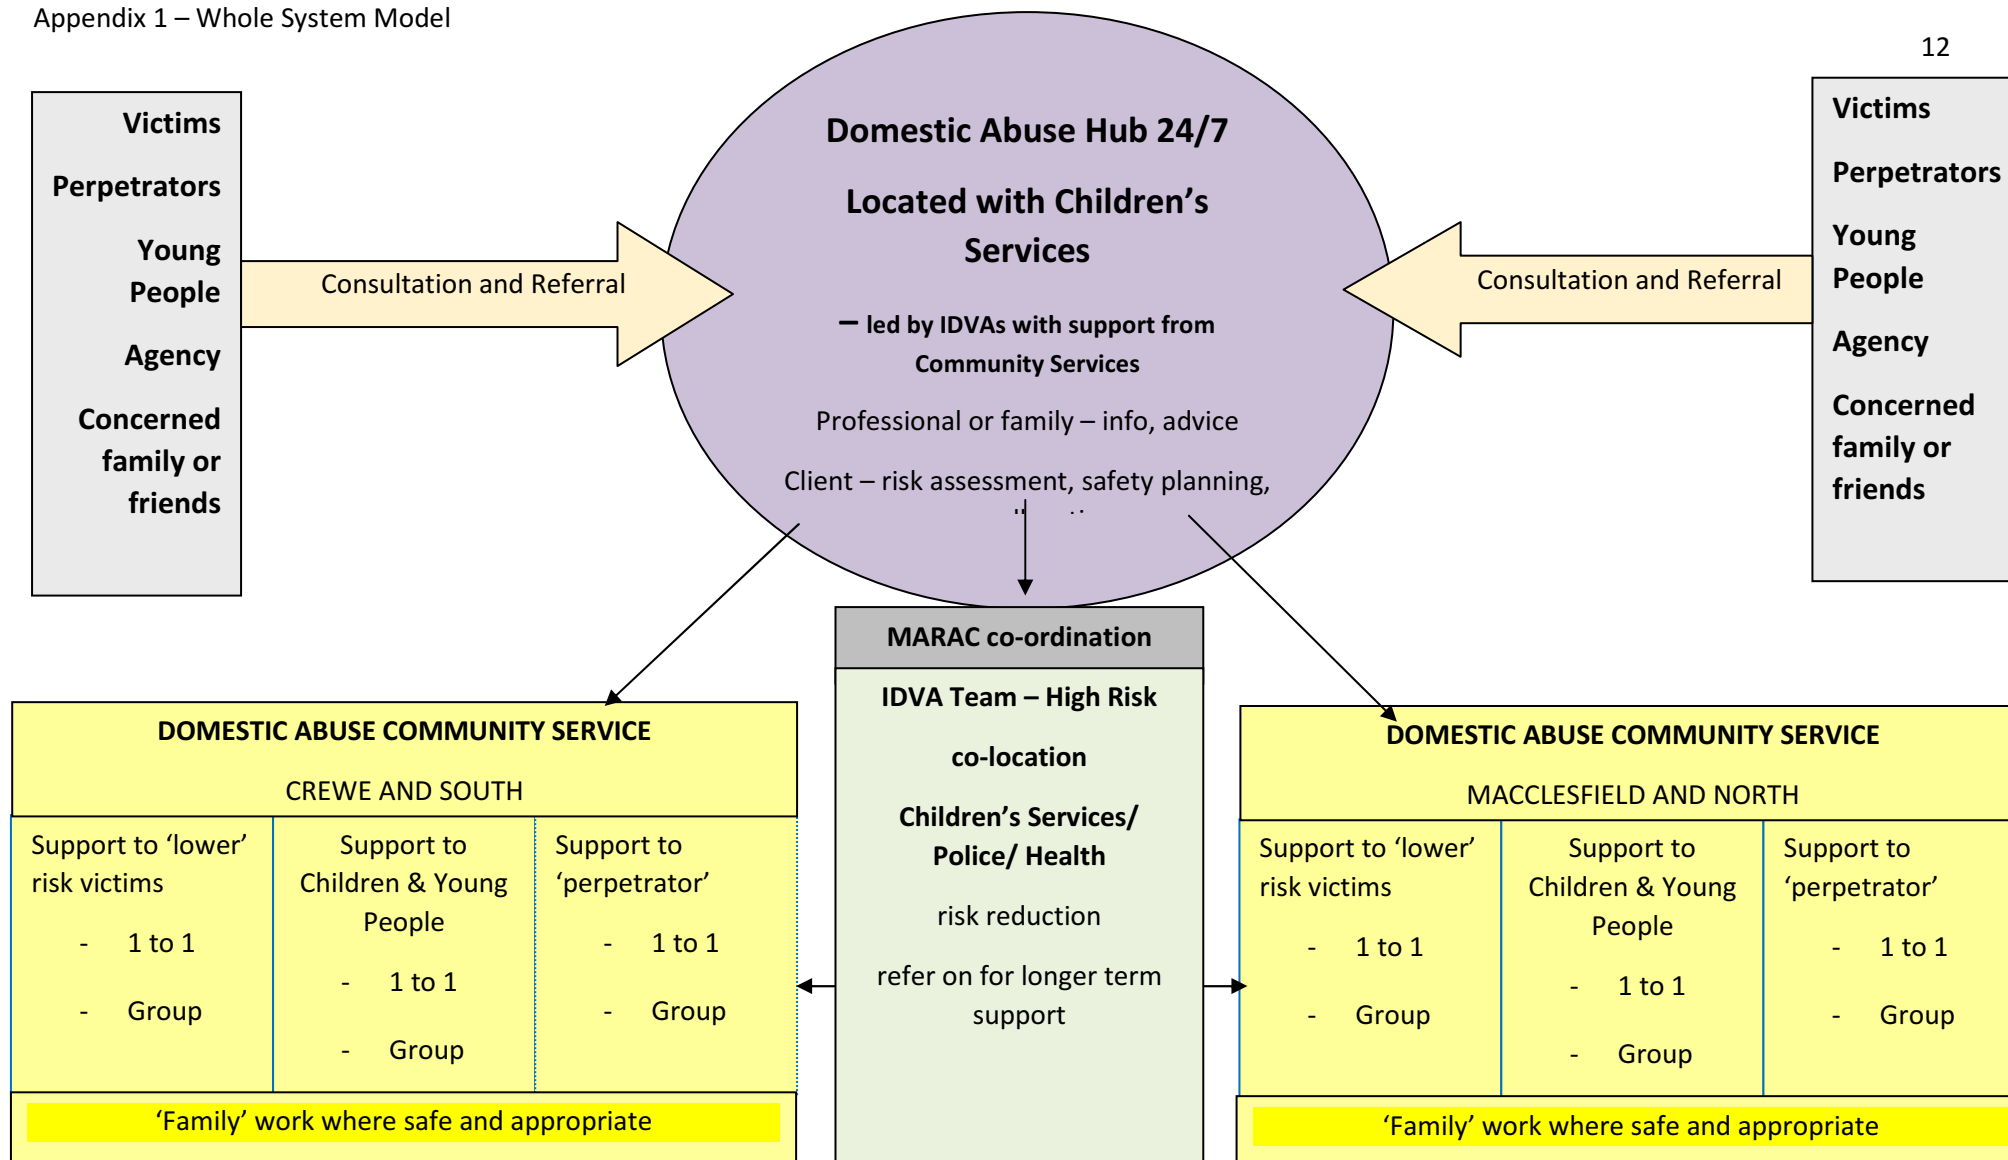 Appendix 1 – Whole System Model
12
Victims
Perpetrators
Young
People
Agency
Concerned
family or
friends
Consultation and Referral
Domestic Abuse Hub 24/7
Located with Children’s
Services
– led by IDVAs with support from
Community Services
Professional or family – info, advice
Client – risk assessment, safety planning,
Consultation and Referral
Victims
Perpetrators
Young
People
Agency
Concerned
family or
friends
MARAC co-ordination
IDVA Team – High Risk
co-location
Children’s Services/
Police/ Health
risk reduction
refer on for longer term
support
DOMESTIC ABUSE COMMUNITY SERVICE
CREWE AND SOUTH
Support to ‘lower’
risk victims
- 1 to 1
- Group
Support to
Children & Young
People
- 1 to 1
- Group
Support to
‘perpetrator’
- 1 to 1
- Group
‘Family’ work where safe and appropriate
DOMESTIC ABUSE COMMUNITY SERVICE
MACCLESFIELD AND NORTH
Support to ‘lower’
risk victims
- 1 to 1
- Group
Support to
Children & Young
People
- 1 to 1
- Group
Support to
‘perpetrator’
- 1 to 1
- Group
‘Family’ work where safe and appropriate